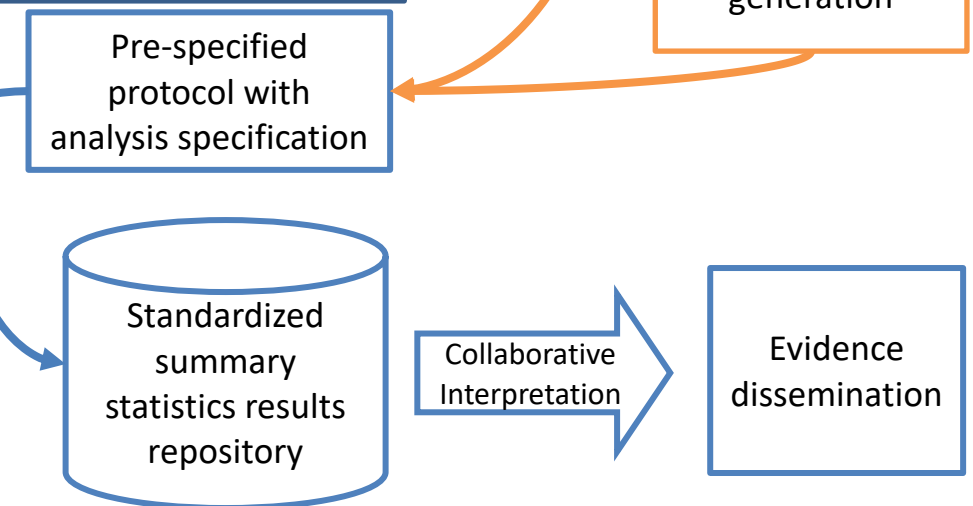 generation
Pre-specified
protocol with
analysis specification
Standardized
summary
statistics results
repository
Collaborative
Interpretation
Evidence
dissemination